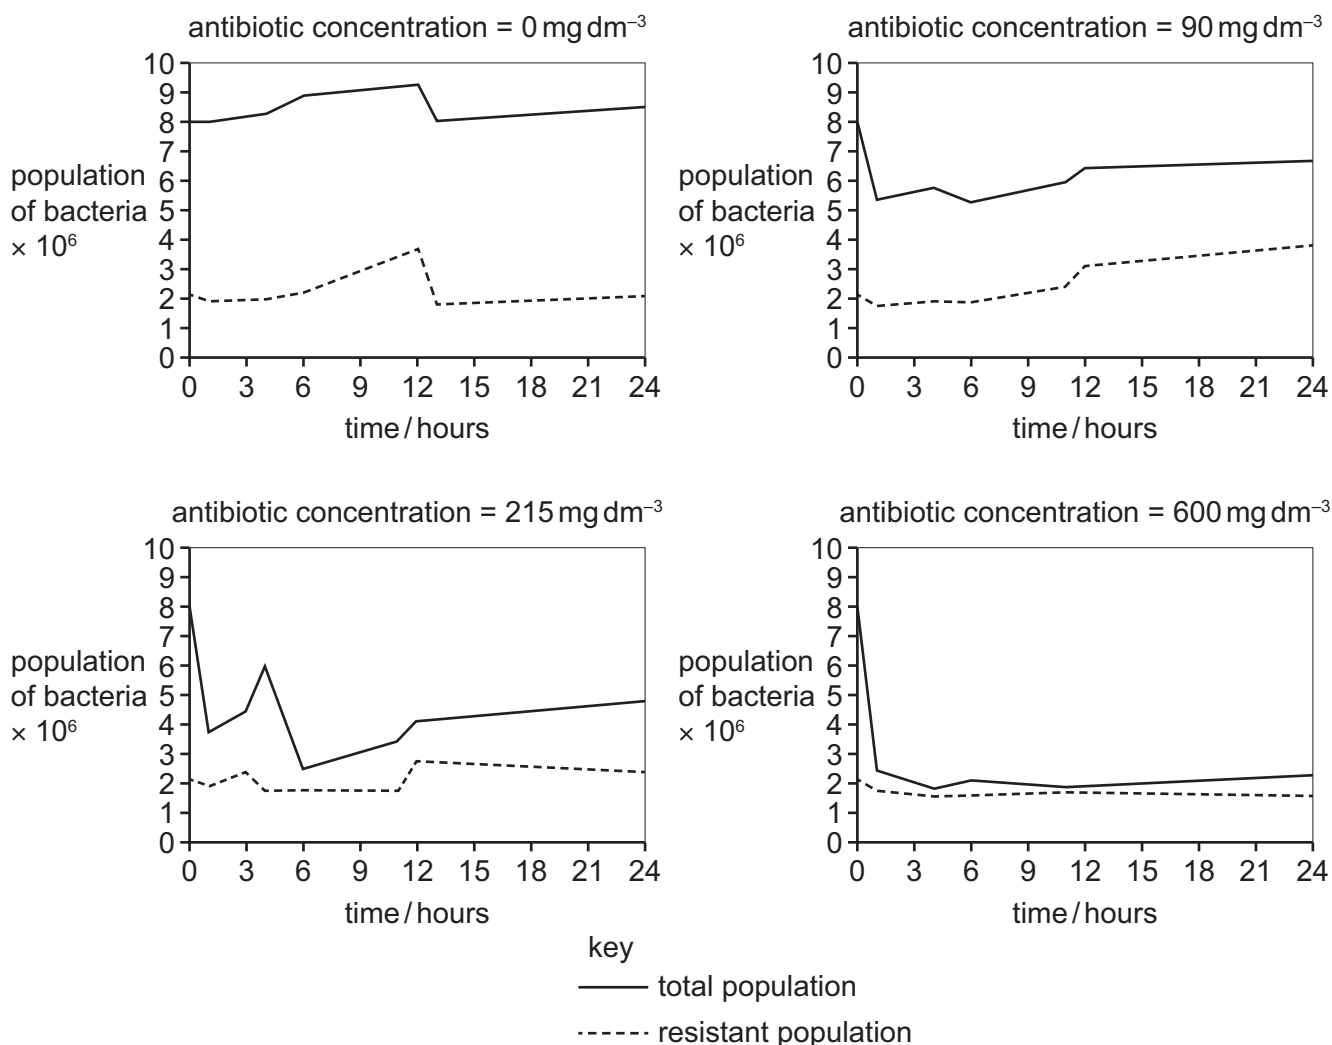 antibiotic concentration = 0 mg dm⁻³
10
9
8
7
6
5
4
3
2
1
0
population
of bacteria
× 10⁶
0 3 6 9 12 15 18 21 24
time / hours
antibiotic concentration = 90 mg dm⁻³
10
9
8
7
6
5
4
3
2
1
0
population
of bacteria
× 10⁶
0 3 6 9 12 15 18 21 24
time / hours
antibiotic concentration = 215 mg dm⁻³
10
9
8
7
6
5
4
3
2
1
0
population
of bacteria
× 10⁶
0 3 6 9 12 15 18 21 24
time / hours
antibiotic concentration = 600 mg dm⁻³
10
9
8
7
6
5
4
3
2
1
0
population
of bacteria
× 10⁶
0 3 6 9 12 15 18 21 24
time / hours
key
total population
resistant population